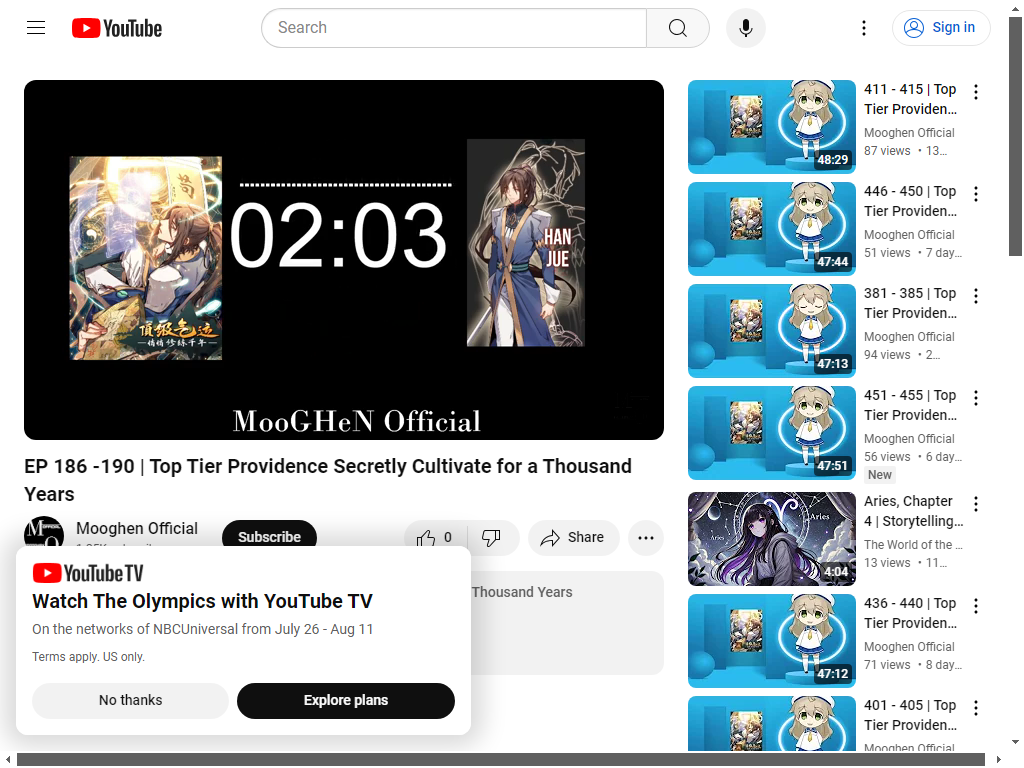 YouTube
Search
Sign in
02:03
HAN
JUE
MooGHeN Official
EP 186 -190 | Top Tier Providence Secretly Cultivate for a Thousand
Years
Mooghen Official
Subscribe
0
Share
Thousand Years
YouTubeTV
Watch The Olympics with YouTube TV
On the networks of NBCUniversal from July 26 - Aug 11
Terms apply. US only.
No thanks
Explore plans
48:29
411 - 415 | Top
Tier Providen...
Mooghen Official
87 views • 13...
47:44
446 - 450 | Top
Tier Providen...
Mooghen Official
51 views • 7 day...
47:13
381 - 385 | Top
Tier Providen...
Mooghen Official
94 views • 2...
47:51
451 - 455 | Top
Tier Providen...
Mooghen Official
56 views • 6 day...
New
Aries
Aries
4:04
Aries, Chapter
4 | Storytelling...
The World of the ...
13 views • 11...
47:12
436 - 440 | Top
Tier Providen...
Mooghen Official
71 views • 8 day...
401 - 405 | Top
Tier Providen...
Mooghen Official